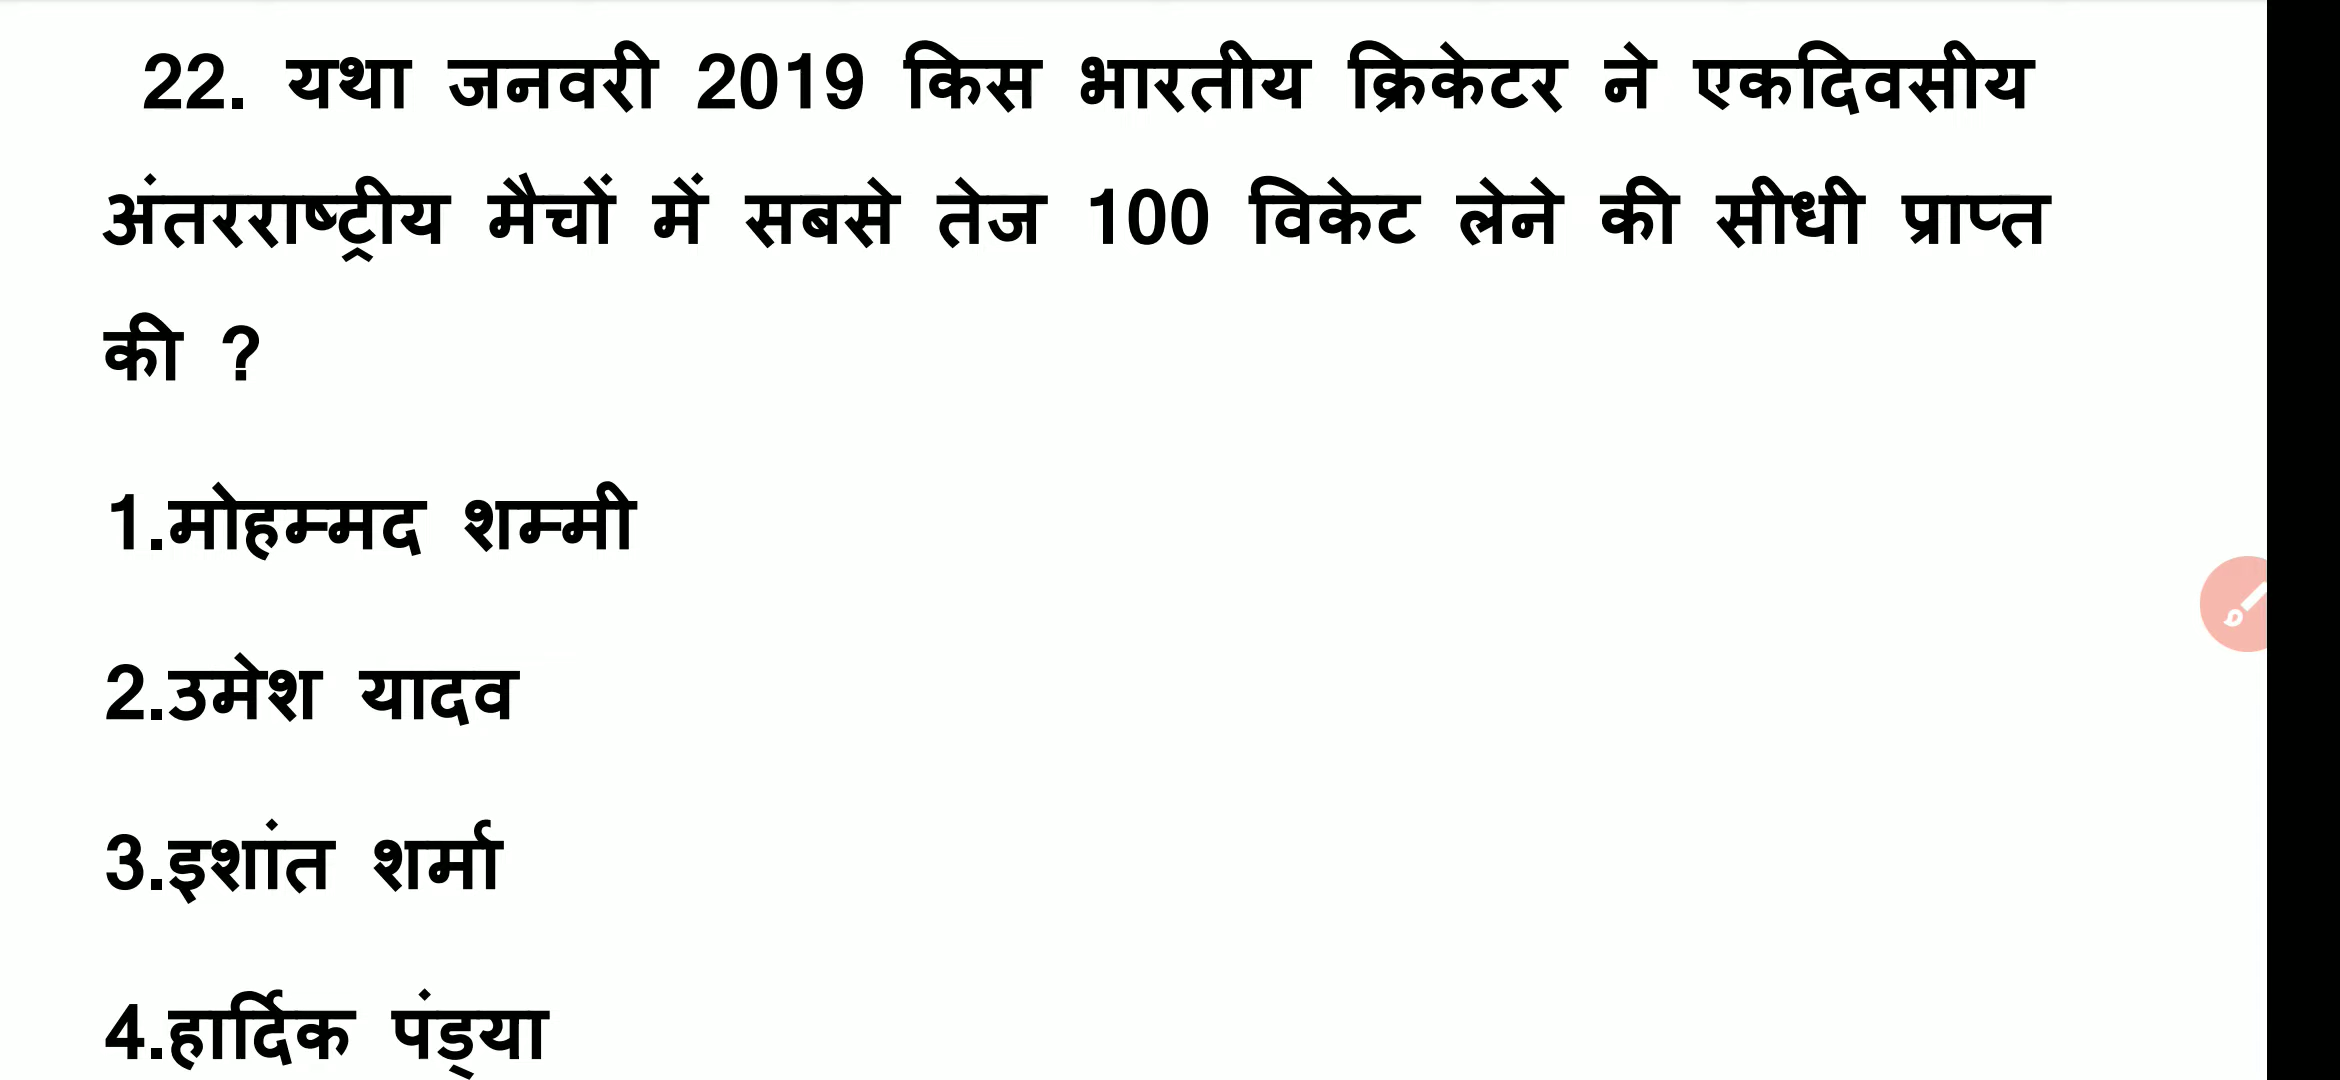 22. यथा जनवरी 2019 किस भारतीय क्रिकेटर ने एकदिवसीय
अंतरराष्ट्रीय मैचों में सबसे तेज 100 विकेट लेने की सीधी प्राप्त
की ?
1.मोहम्मद शम्मी
2.उमेश यादव
3.इशांत शर्मा
4.हार्दिक पंड्या